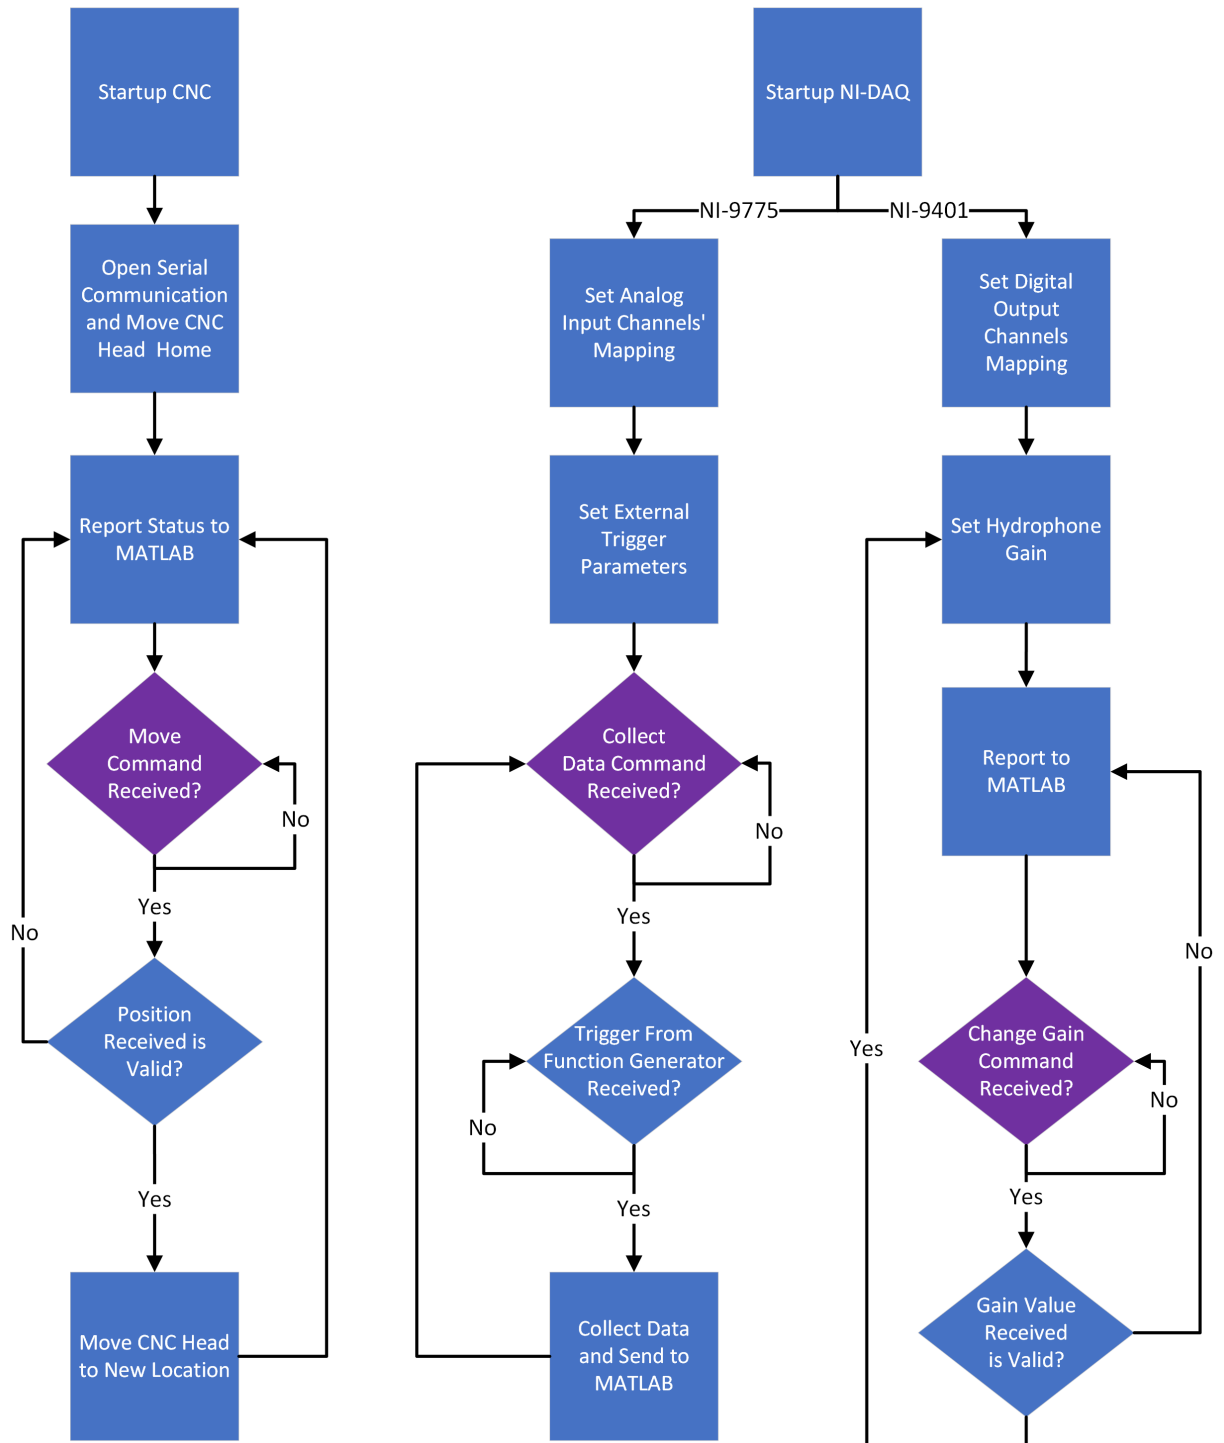 Startup CNC
Open Serial
Communication
and Move CNC
Head  Home
Report Status to
MATLAB
Move
Command
Received?
No
Yes
No
Position
Received is
Valid?
Yes
Move CNC Head
to New Location
Startup NI-DAQ
NI-9775
NI-9401
Set Analog
Input Channels'
Mapping
Set External
Trigger
Parameters
Collect
Data Command
Received?
No
Yes
Trigger From
Function Generator
Received?
No
Yes
Collect Data
and Send to
MATLAB
Set Digital
Output
Channels
Mapping
Set Hydrophone
Gain
Report to
MATLAB
No
Change Gain
Command
Received?
Yes
No
Yes
Gain Value
Received
is Valid?